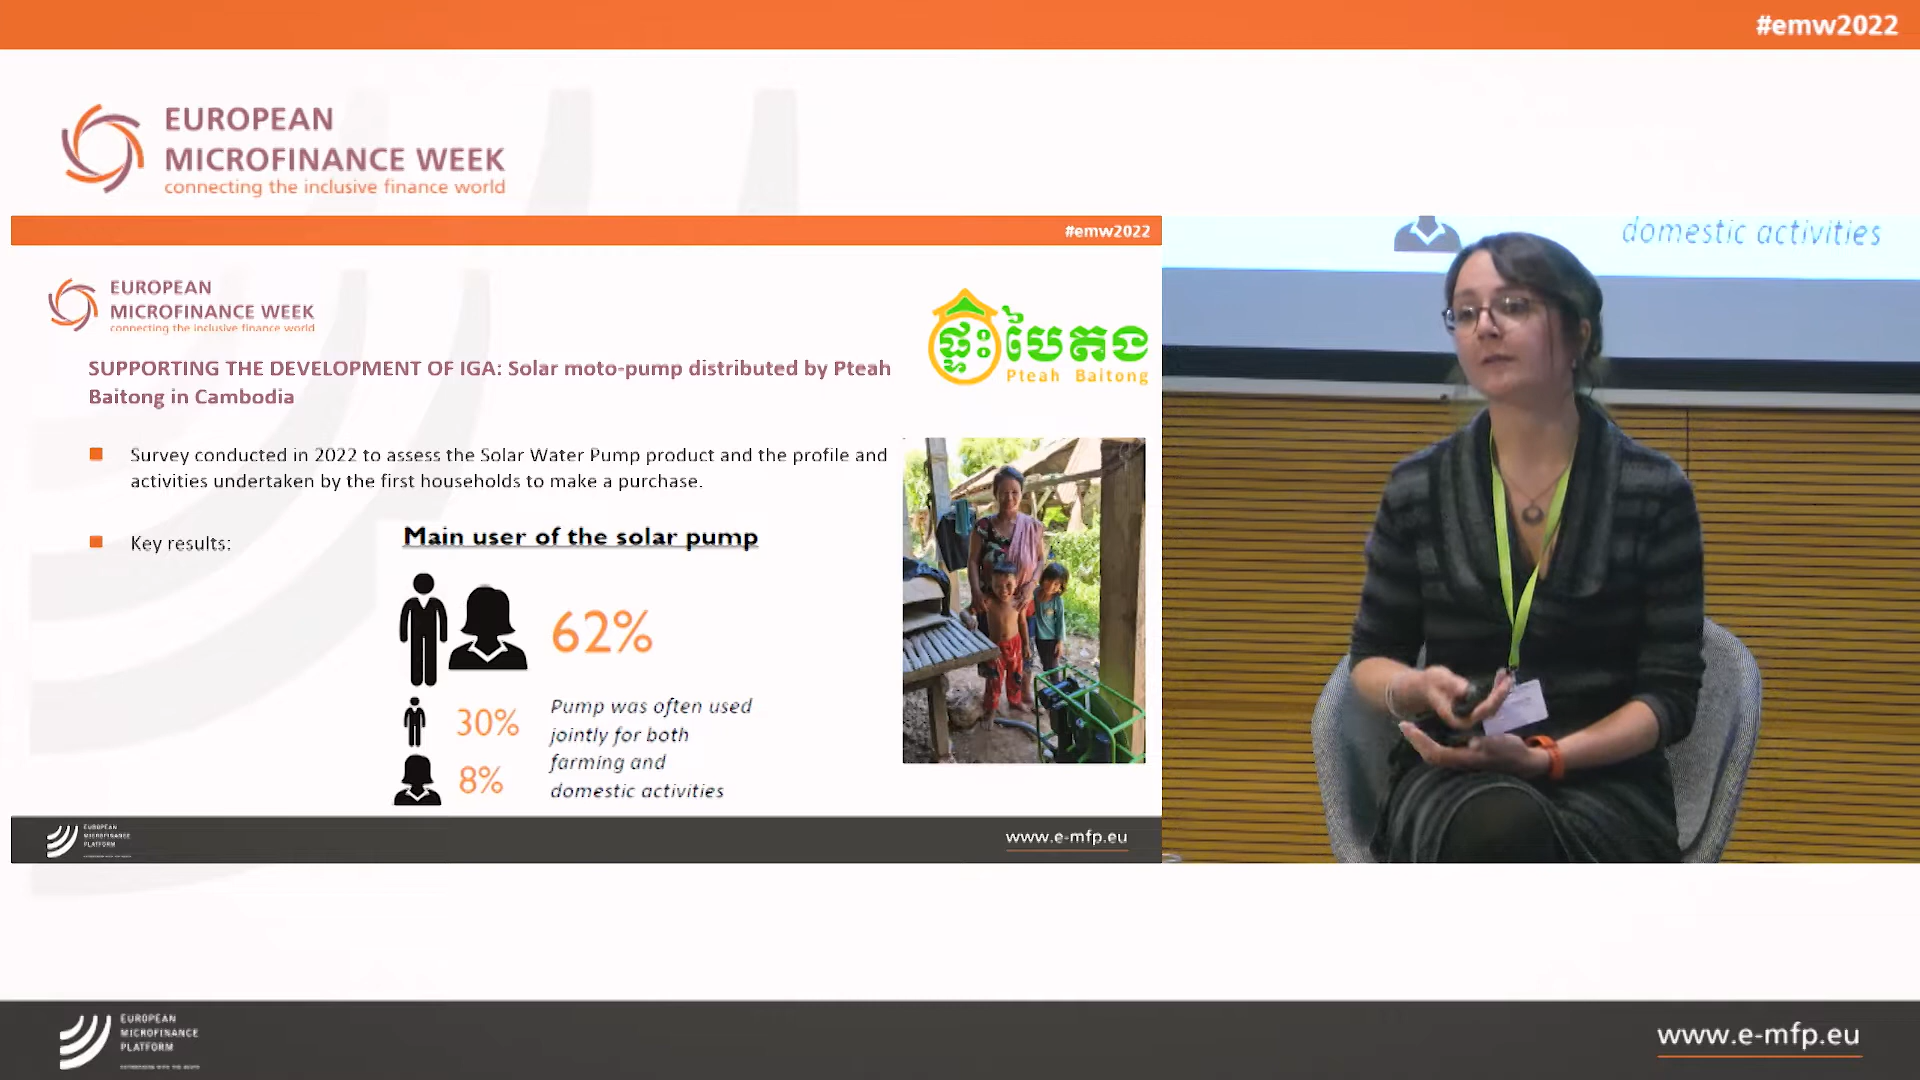 #emw2022
EUROPEAN
MICROFINANCE WEEK
connecting the inclusive finance world
#emw2022
EUROPEAN
MICROFINANCE WEEK
connecting the inclusive finance world
ផ្ទះបៃតង
Pteah Baitong
SUPPORTING THE DEVELOPMENT OF IGA: Solar moto-pump distributed by Pteah
Baitong in Cambodia
Survey conducted in 2022 to assess the Solar Water Pump product and the profile and
activities undertaken by the first households to make a purchase.
Key results:
Main user of the solar pump
62%
30%
8%
Pump was often used
jointly for both
farming and
domestic activities
EUROPEAN
MICROFINANCE
PLATFORM
www.e-mfp.eu
domestic activities
EUROPEAN
MICROFINANCE
PLATFORM
www.e-mfp.eu